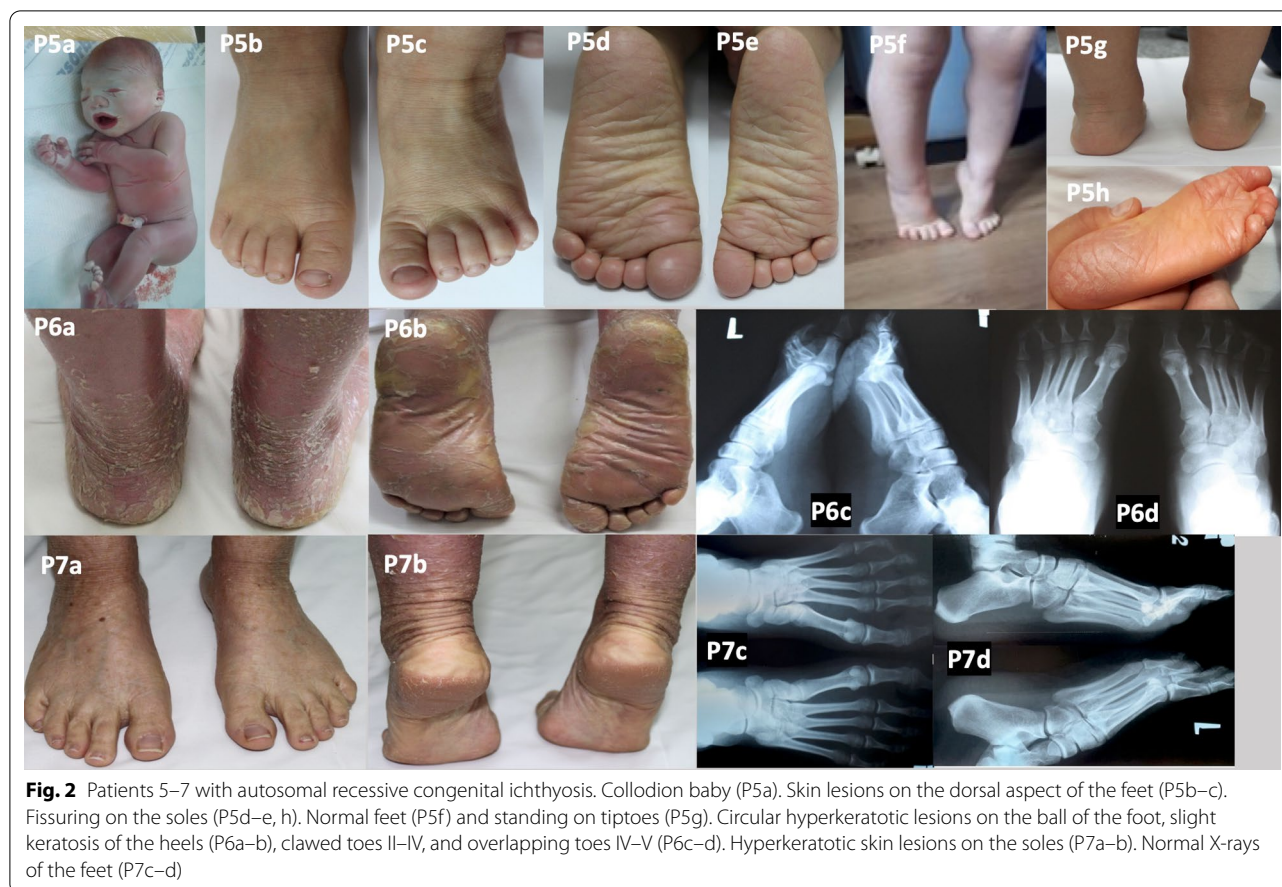 P5a P5b P5c P5d P5e P5f P5g
P5h
P6a P6b
L
P6c P6d
P7a P7b
2
P7c P7d
L
Fig. 2 Patients 5–7 with autosomal recessive congenital ichthyosis. Collodion baby (P5a). Skin lesions on the dorsal aspect of the feet (P5b–c).
Fissuring on the soles (P5d–e, h). Normal feet (P5f) and standing on tiptoes (P5g). Circular hyperkeratotic lesions on the ball of the foot, slight
keratosis of the heels (P6a–b), clawed toes II–IV, and overlapping toes IV–V (P6c–d). Hyperkeratotic skin lesions on the soles (P7a–b). Normal X-rays
of the feet (P7c–d)